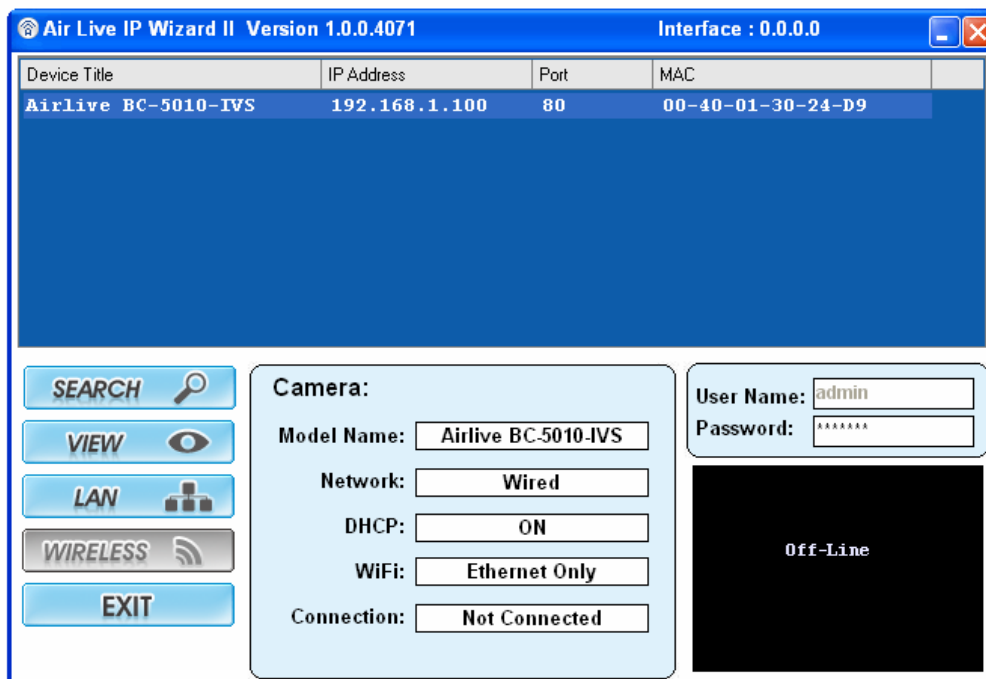 Air Live IP Wizard II Version 1.0.0.4071 Interface : 0.0.0.0
Device Title IP Address Port MAC
Airlive BC-5010-IVS 192.168.1.100 80 00-40-01-30-24-D9
SEARCH
VIEW
LAN
WIRELESS
EXIT
Camera:
Model Name: Airlive BC-5010-IVS
Network: Wired
DHCP: ON
WiFi: Ethernet Only
Connection: Not Connected
User Name: admin
Password: *******
Off-Line